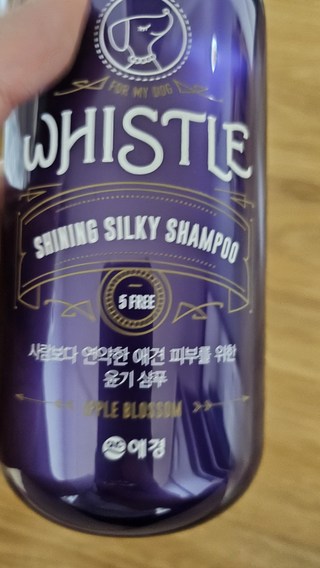 FOR MY DOG
WHISTLE
SHINING SILKY SHAMPOO
5 FREE
사람보다 연약한 애견 피부를 위한
윤기 샴푸
APPLE BLOSSOM
애경